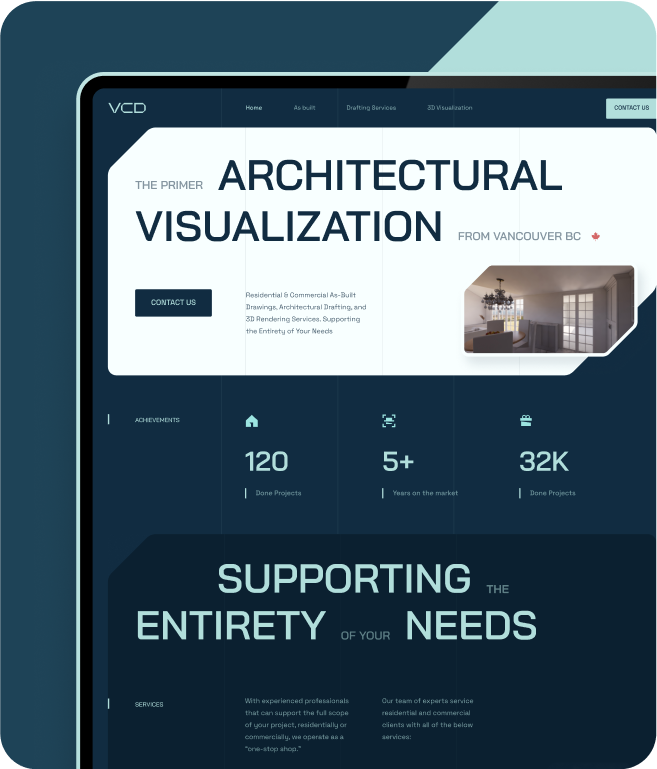 VCD
Home
As built
Drafting Services
3D Visualization
CONTACT US
THE PRIMER ARCHITECTURAL
VISUALIZATION FROM VANCOUVER BC
CONTACT US
Residential & Commercial As-Built
Drawings, Architectural Drafting, and
3D Rendering Services. Supporting
the Entirety of Your Needs
ACHIEVEMENTS
120
Done Projects
5+
Years on the market
32K
Done Projects
SUPPORTING THE
ENTIRETY OF YOUR NEEDS
SERVICES
With experienced professionals
that can support the full scope
of your project, residentially or
commercially, we operate as a
"one-stop shop."
Our team of experts service
residential and commercial
clients with all of the below
services: